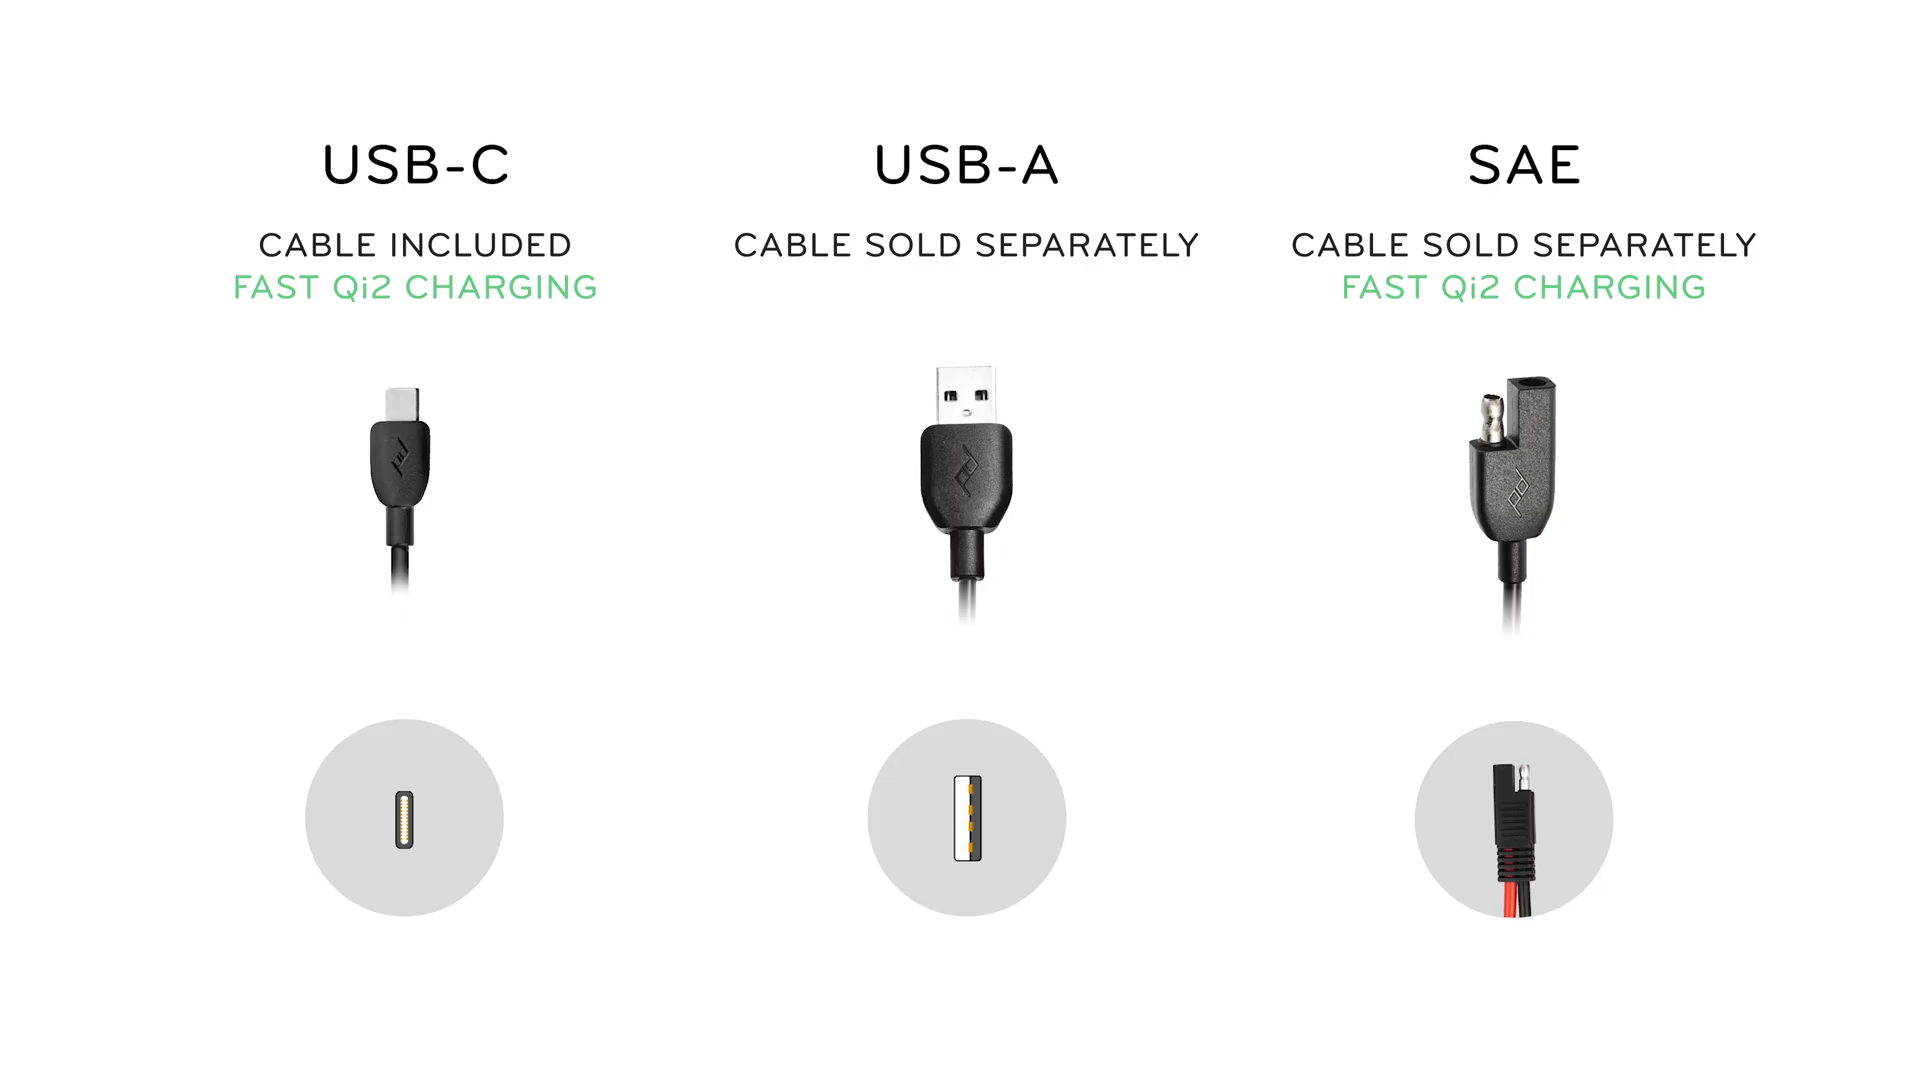 USB-C
CABLE INCLUDED
FAST Qi2 CHARGING
USB-A
CABLE SOLD SEPARATELY
SAE
CABLE SOLD SEPARATELY
FAST Qi2 CHARGING